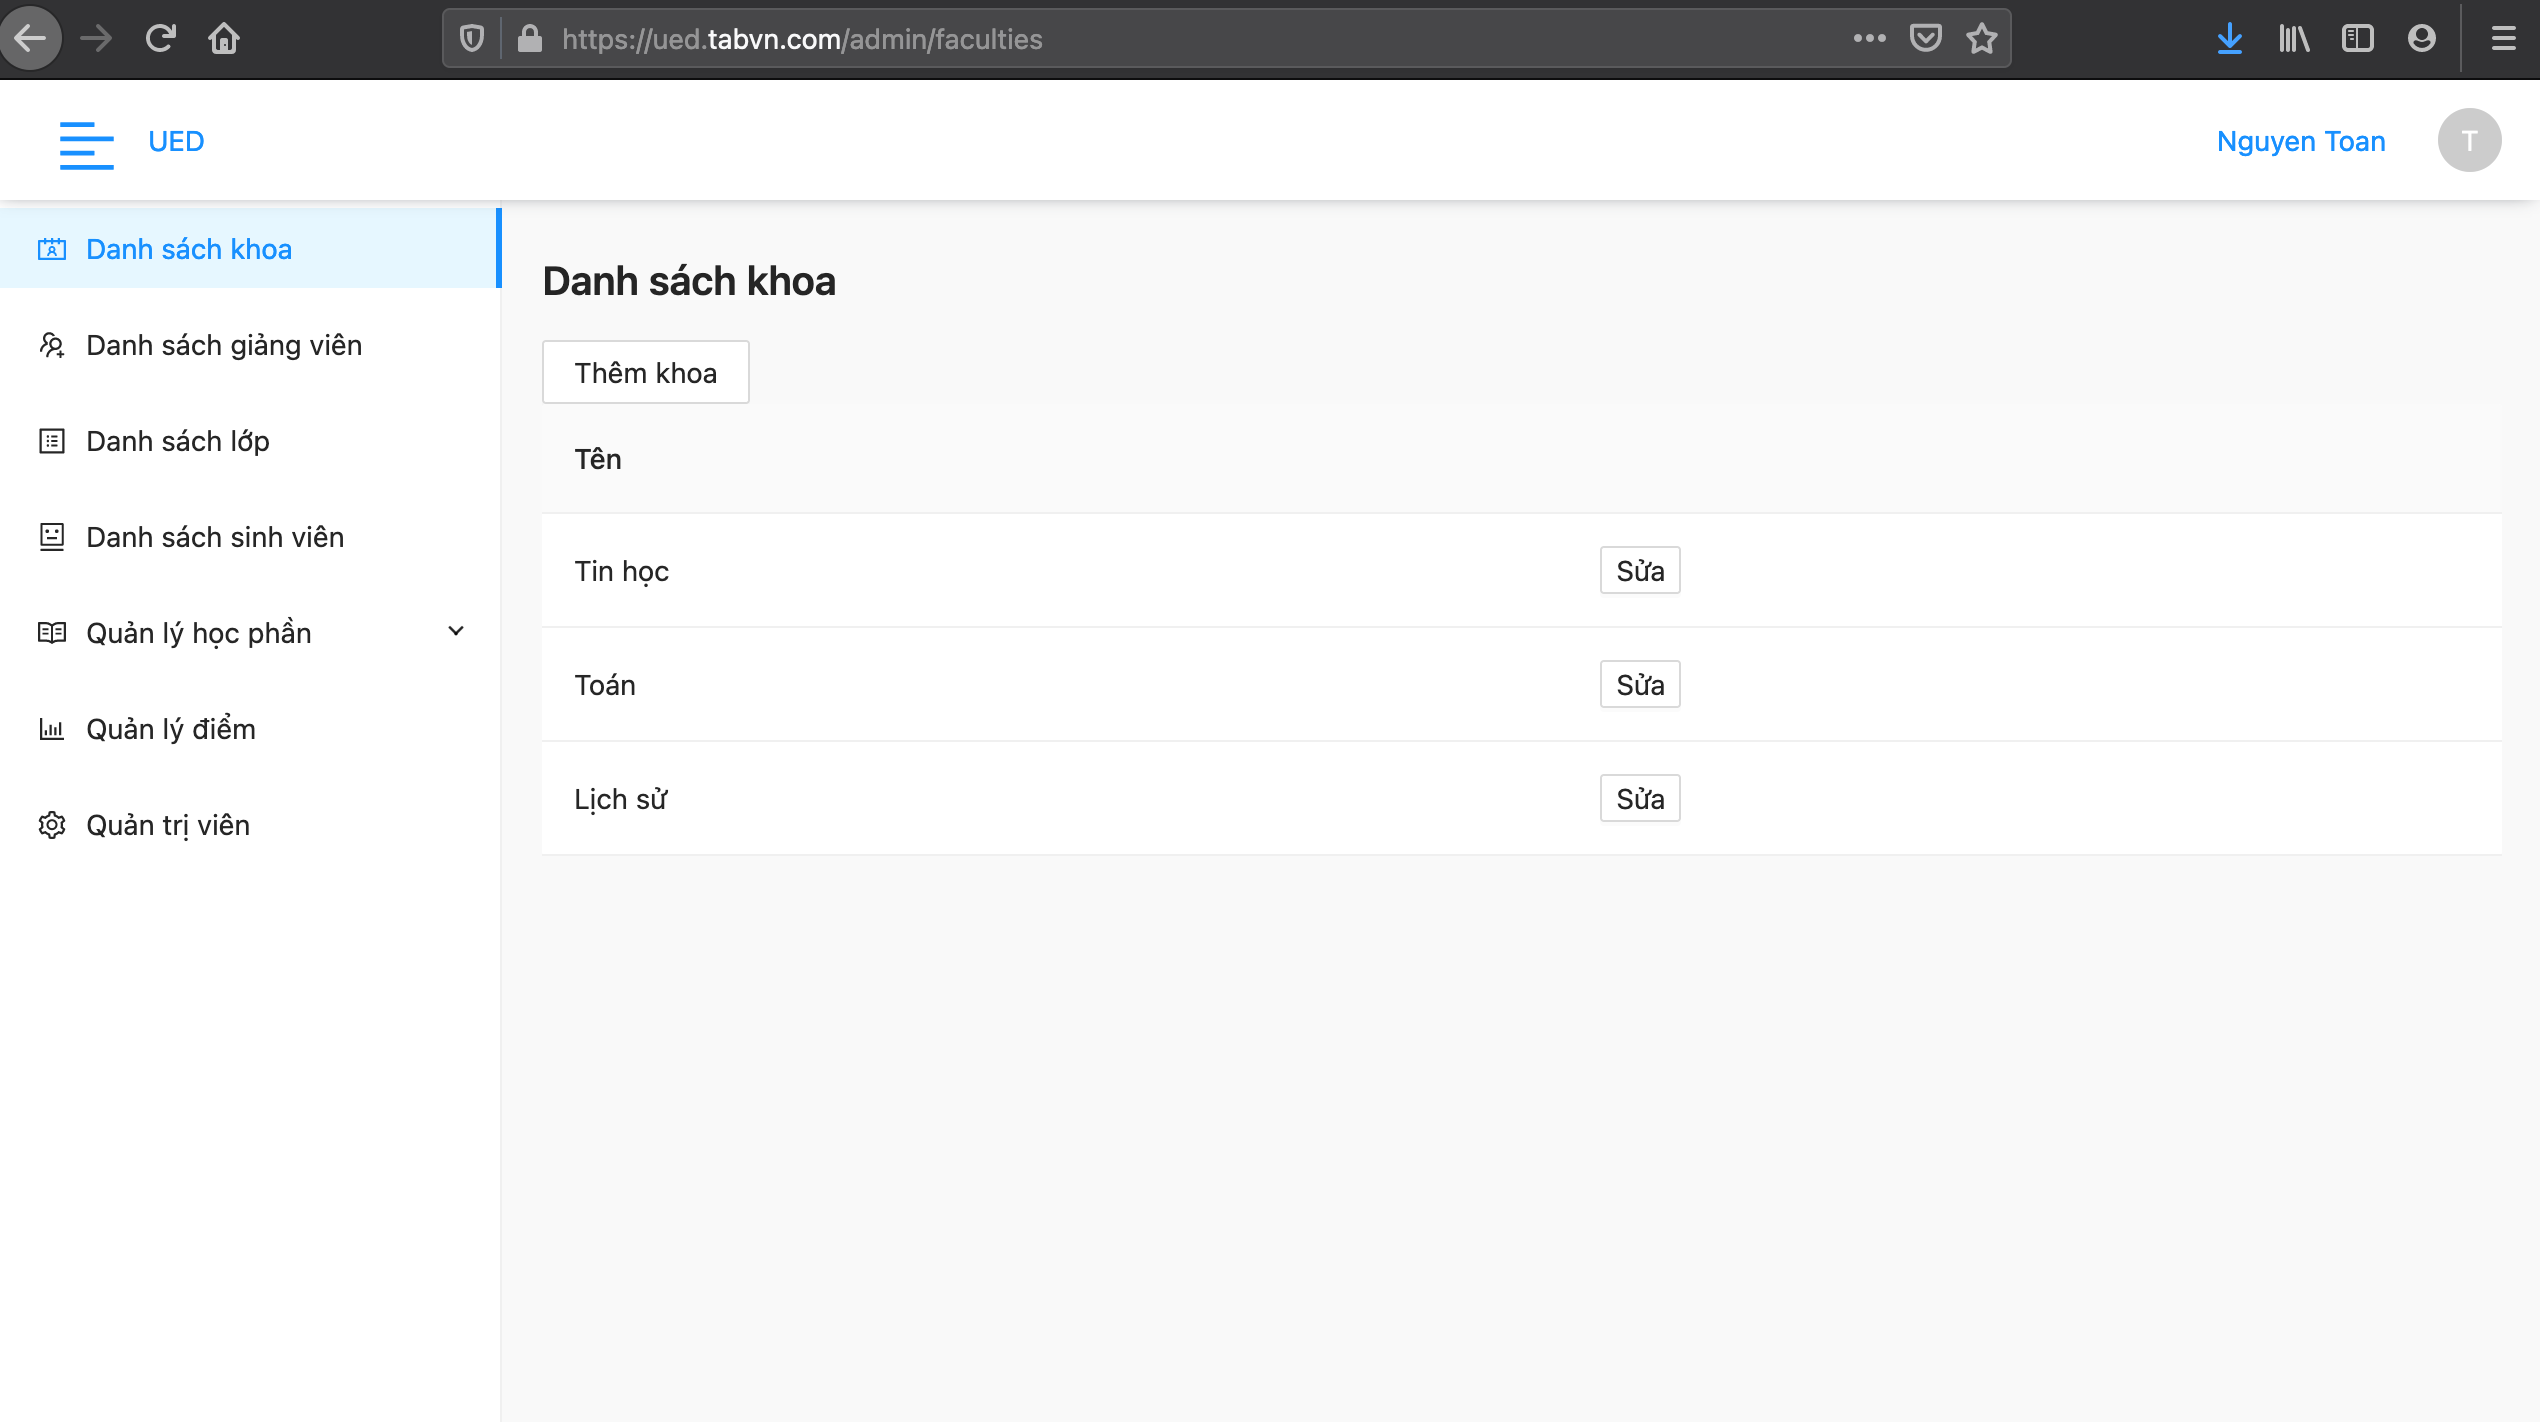 https://ued.tabvn.com/admin/faculties
UED
Nguyen Toan
T
Danh sách khoa
Danh sách giảng viên
Danh sách lớp
Danh sách sinh viên
Quản lý học phần
Quản lý điểm
Quản trị viên
Danh sách khoa
Thêm khoa
Tên
Tin học Sửa
Toán Sửa
Lịch sử Sửa